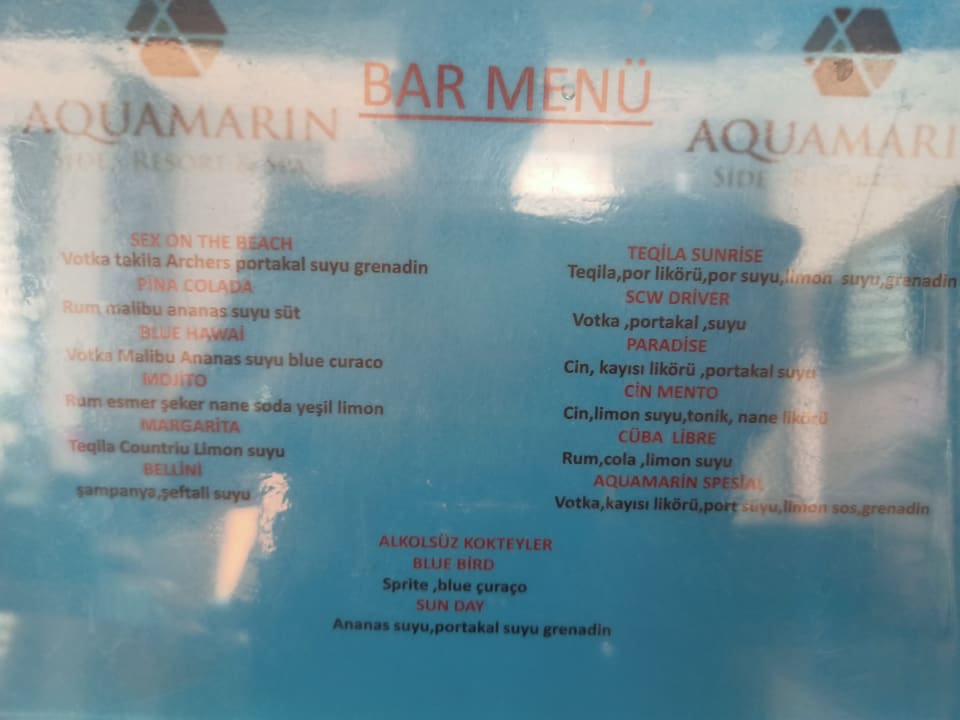 BAR MENÜ
AQUAMARIN
SIDE RESORT & SPA
AQUAMARI
SIDE
SEX ON THE BEACH
Votka takila Archers portakal suyu grenadin
PİNA COLADA
Rum malibu ananas suyu süt
BLUE HAWAİ
Votka Malibu Ananas suyu blue curaco
MOJİTO
Rum esmer şeker nane soda yeşil limon
MARGARİTA
Teqila Countriu Limon suyu
BELLİNİ
şampanya,şeftali suyu
TEQİLA SUNRİSE
Teqila,por likörü,por suyu,limon suyu,grenadin
SCW DRİVER
Votka ,portakal ,suyu
PARADİSE
Cin, kayısı likörü ,portakal suyu
CİN MENTO
Cin,limon suyu,tonik, nane likörü
CÜBA LİBRE
Rum,cola ,limon suyu
AQUAMARİN SPESİAL
Votka,kayısı likörü,port suyu,limon sos,grenadin
ALKOLSÜZ KOKTEYLER
BLUE BİRD
Sprite ,blue çuraço
SUN DAY
Ananas suyu,portakal suyu grenadin